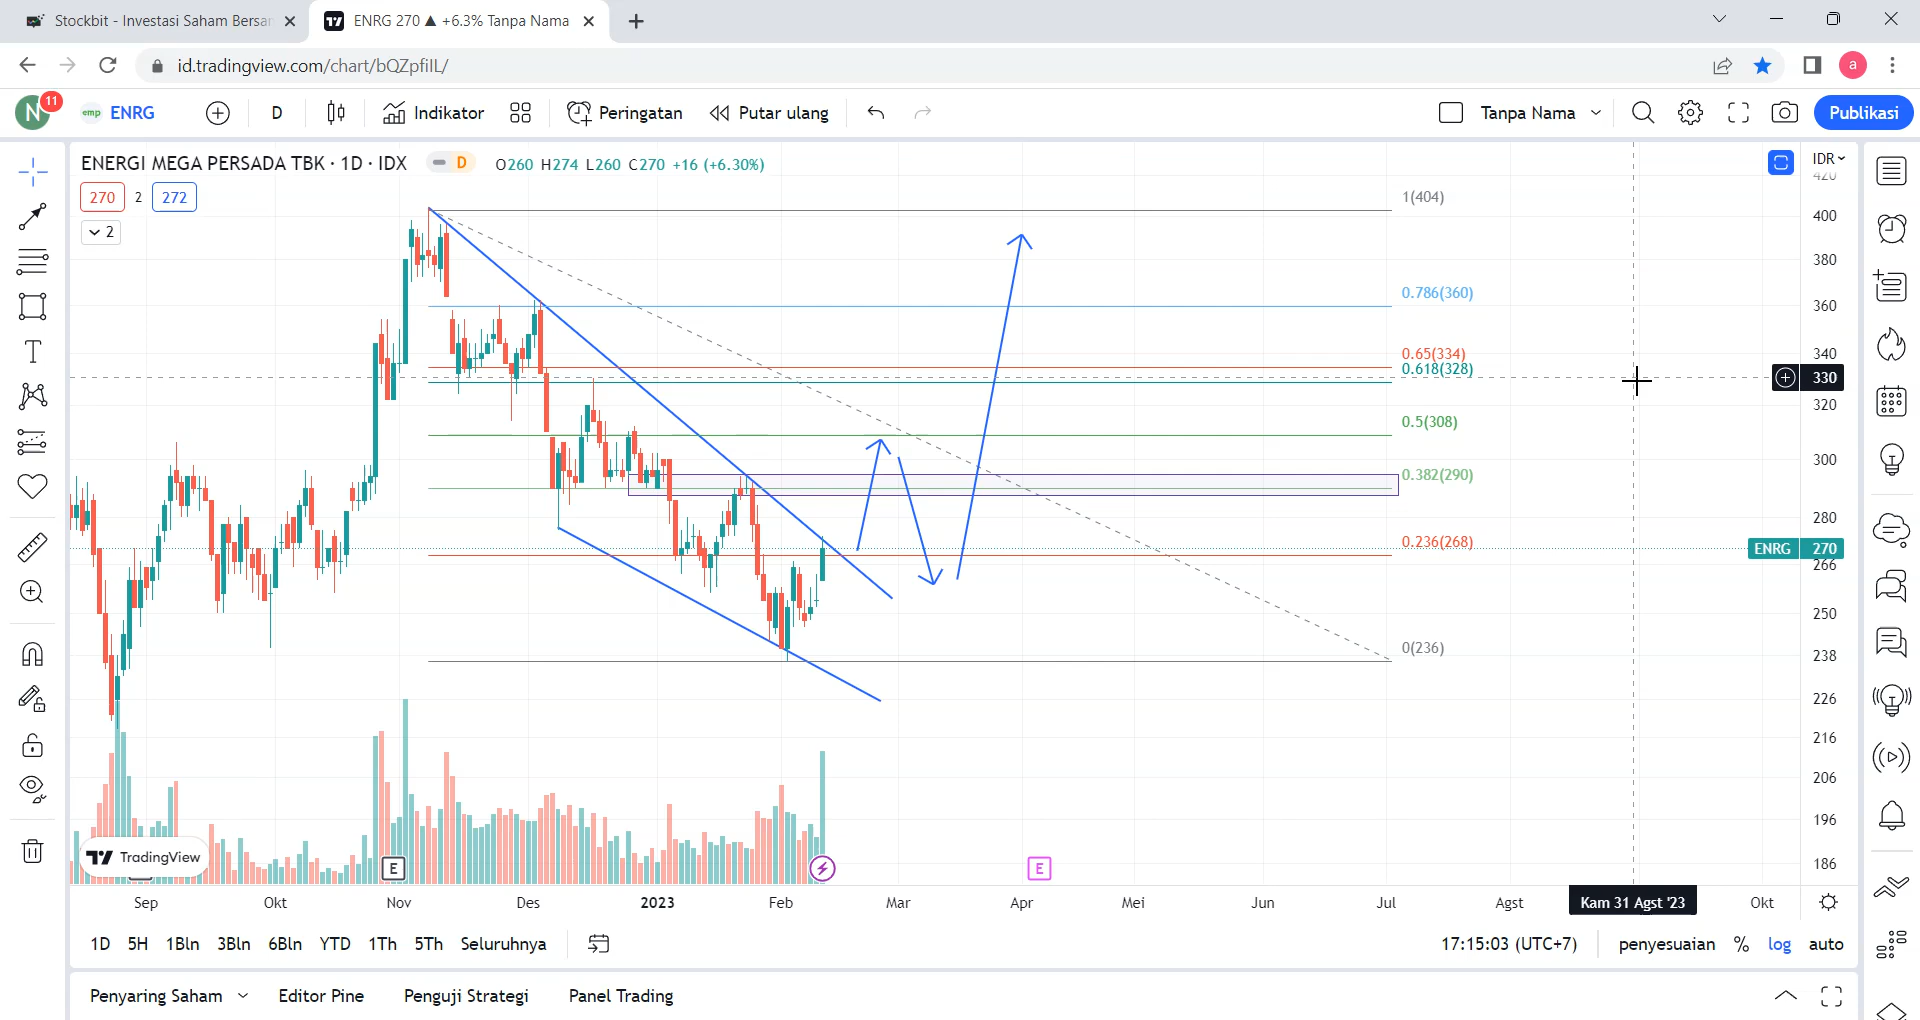 Stockbit - Investasi Saham Bersar
ENRG 270 ▲ +6.3% Tanpa Nama
id.tradingview.com/chart/bQZpfiIL/
a
N
11
emp
ENRG
D
Indikator
Peringatan
Putar ulang
Tanpa Nama
Publikasi
ENERGI MEGA PERSADA TBK · 1D · IDX
D
O260 H274 L260 C270 +16 (+6.30%)
270
2
272
2
IDR
420
400
380
360
340
330
320
300
280
ENRG 270
266
250
238
226
216
206
196
186
1(404)
0.786(360)
0.65(334)
0.618(328)
0.5(308)
0.382(290)
0.236(268)
0(236)
TradingView
E
E
Sep
Okt
Nov
Des
2023
Feb
Mar
Apr
Mei
Jun
Jul
Agst
Kam 31 Agst '23
Okt
1D
5H
1Bln
3Bln
6Bln
YTD
1Th
5Th
Seluruhnya
17:15:03 (UTC+7)
penyesuaian
%
log
auto
Penyaring Saham
Editor Pine
Penguji Strategi
Panel Trading